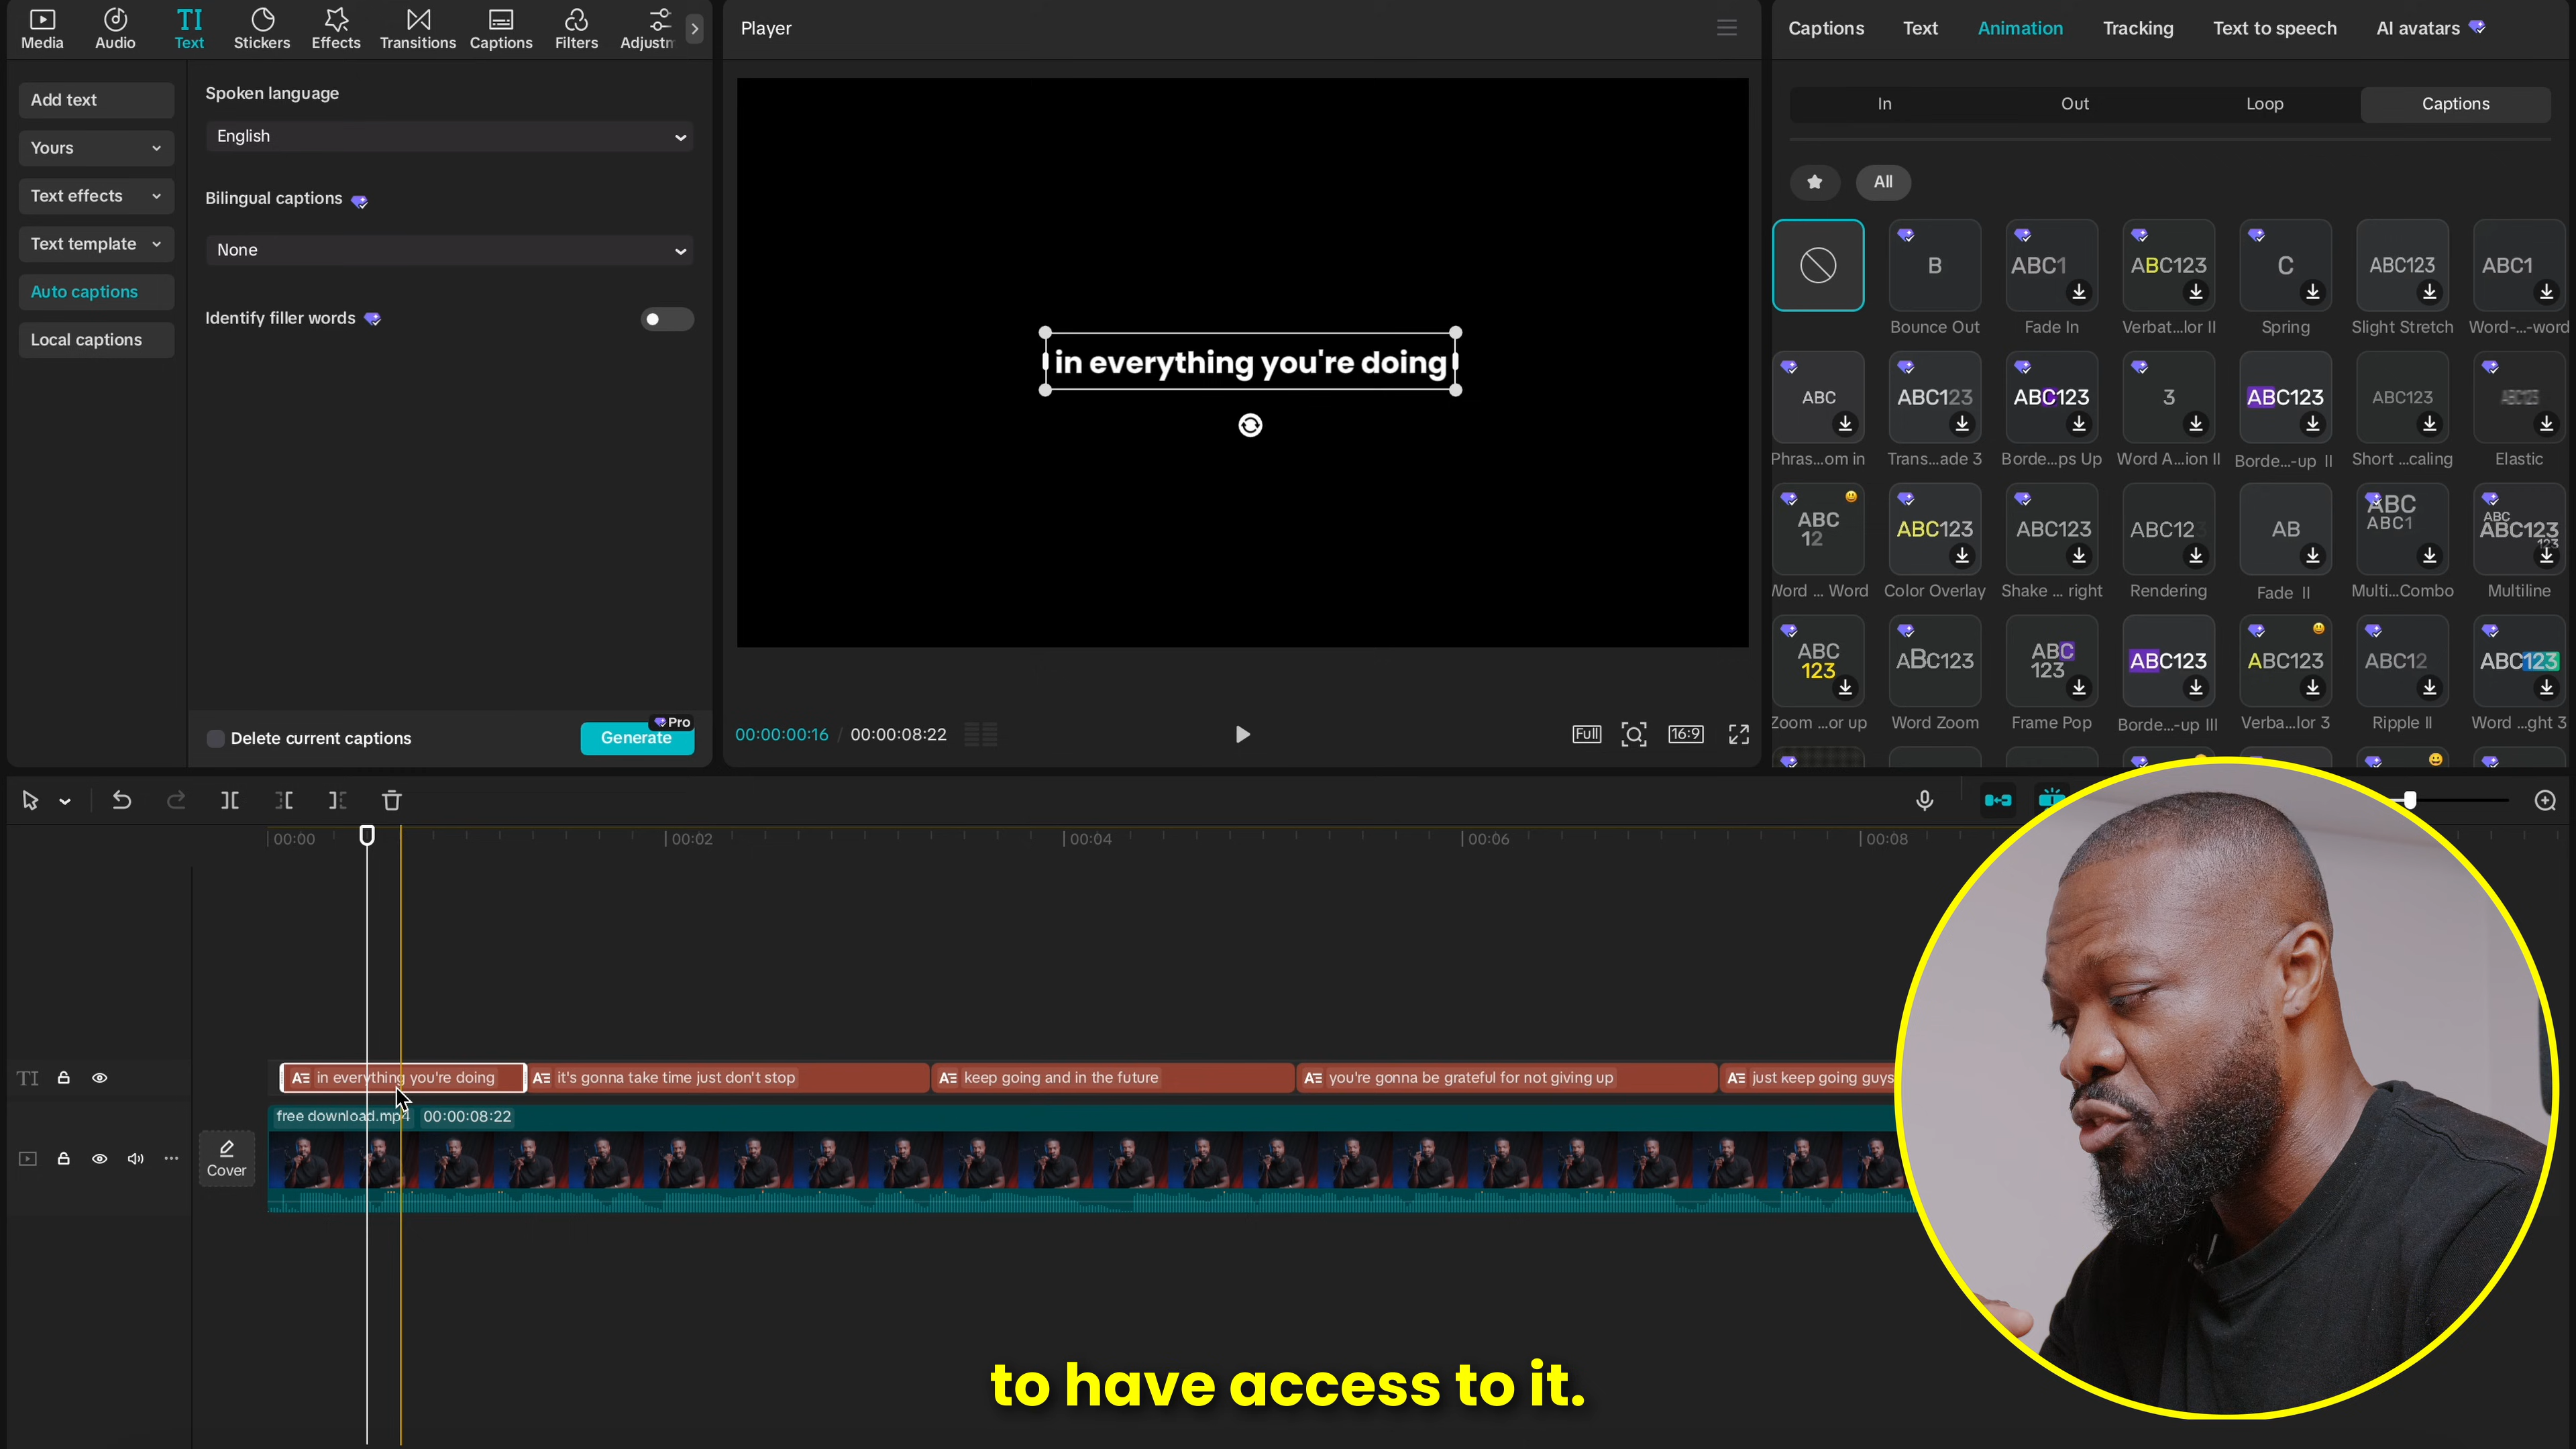 Media
Audio
TI
Text
Stickers
Effects
Transitions
Captions
Filters
Adjustm
Player
Captions
Text
Animation
Tracking
Text to speech
AI avatars
Add text
Yours
Text effects
Text template
Auto captions
Local captions
Spoken language
English
Bilingual captions
None
Identify filler words
Delete current captions
Pro
Generate
in everything you're doing
00:00:00:16 / 00:00:08:22
Full
16:9
In
Out
Loop
Captions
All
B
ABC1
ABC123
C
ABC123
ABC1
Bounce Out
Fade In
Verbat...lor II
Spring
Slight Stretch
Word-...-word
ABC
ABC123
ABC123
3
ABC123
ABC123
ABC123
Phras...om in
Trans...ade 3
Borde...ps Up
Word A...ion II
Borde...-up II
Short ...caling
Elastic
ABC
12
ABC123
ABC123
ABC123
AB
ABC
ABC1
ABC
ABC123
123
Word ... Word
Color Overlay
Shake ... right
Rendering
Fade II
Multi...Combo
Multiline
ABC
123
ABC123
ABC
123
ABC123
ABC123
ABC12
ABC123
Zoom ...or up
Word Zoom
Frame Pop
Borde...-up III
Verba...lor 3
Ripple II
Word ...ght 3
00:00
00:02
00:04
00:06
00:08
TI
in everything you're doing
it's gonna take time just don't stop
keep going and in the future
you're gonna be grateful for not giving up
just keep going guys
free download.mp4 00:00:08:22
Cover
to have access to it.